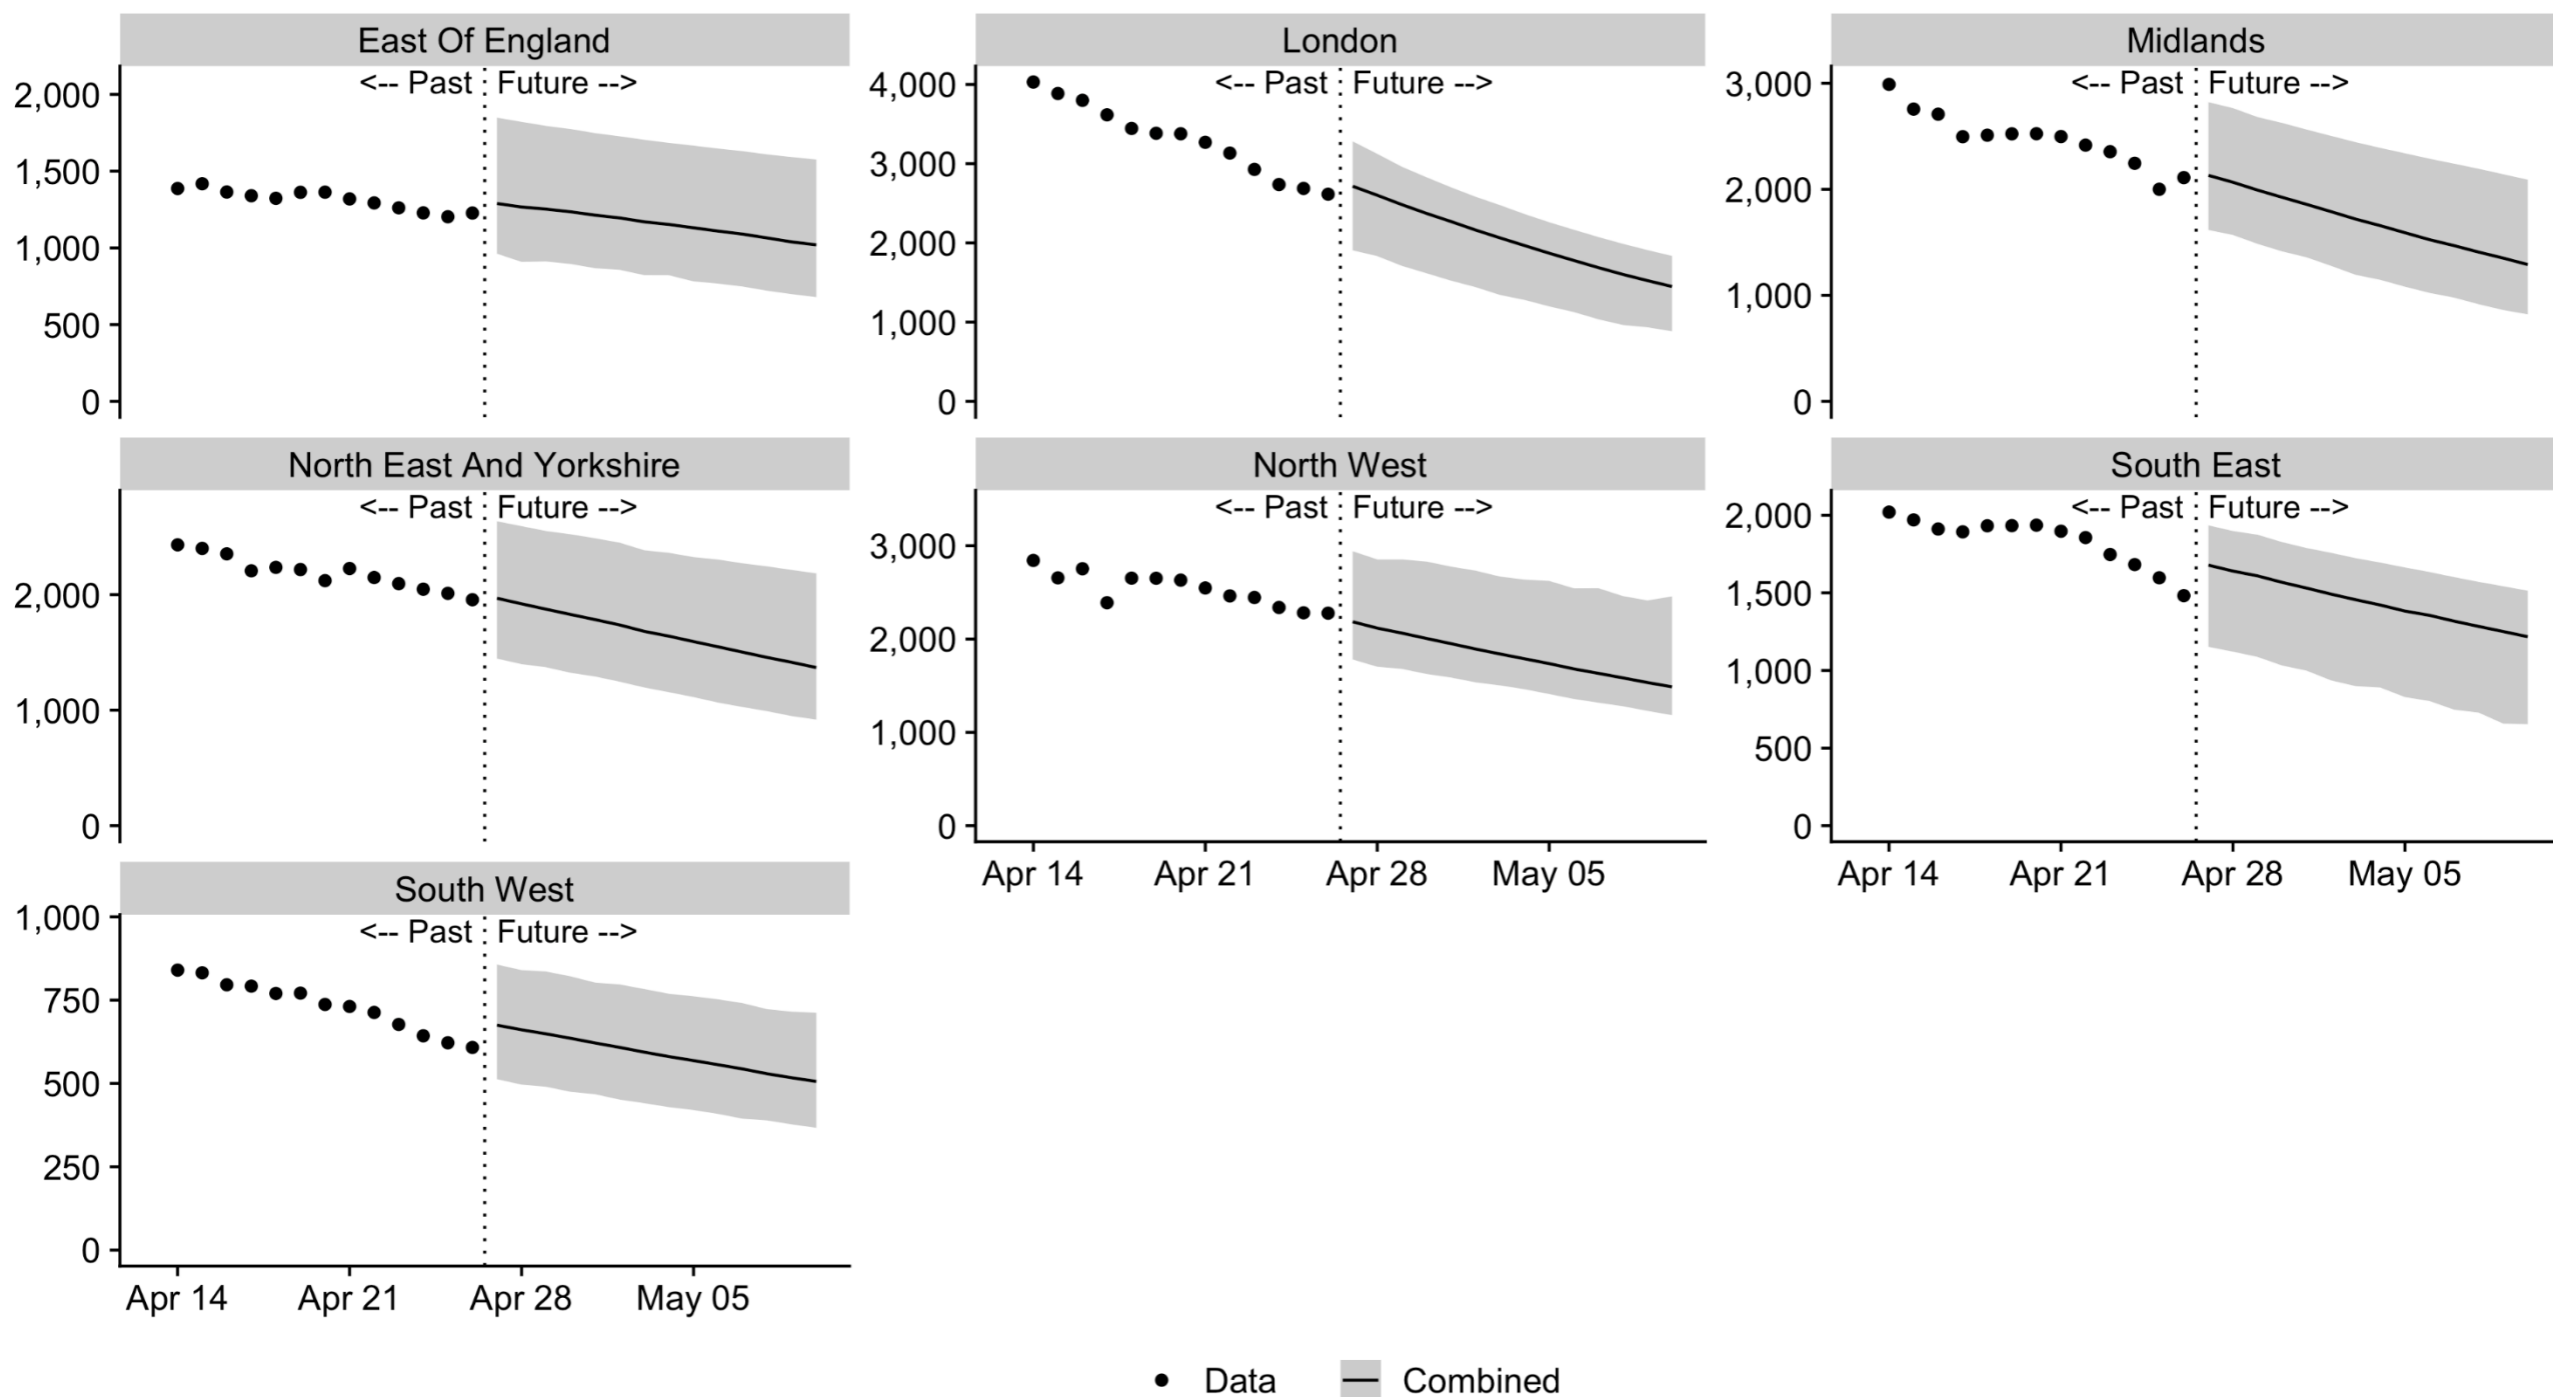 East Of England
<-- Past Future -->
2,000
1,500
1,000
500
0
London
<-- Past Future -->
4,000
3,000
2,000
1,000
0
Midlands
<-- Past Future -->
3,000
2,000
1,000
0
North East And Yorkshire
<-- Past Future -->
2,000
1,000
0
North West
<-- Past Future -->
3,000
2,000
1,000
0
Apr 14 Apr 21 Apr 28 May 05
South East
<-- Past Future -->
2,000
1,500
1,000
500
0
Apr 14 Apr 21 Apr 28 May 05
South West
<-- Past Future -->
1,000
750
500
250
0
Apr 14 Apr 21 Apr 28 May 05
Data Combined